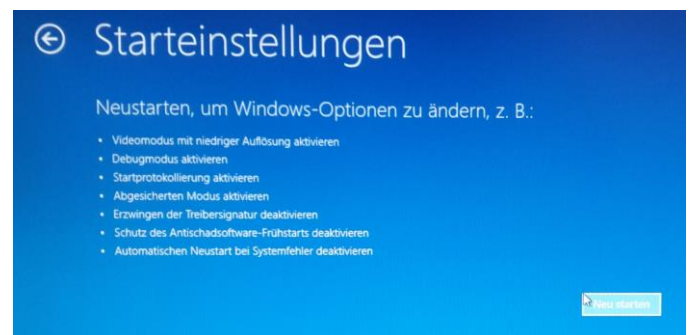 Starteinstellungen
Neustarten, um Windows-Optionen zu ändern, z. B.:
• Videomodus mit niedriger Auflösung aktivieren
• Debugmodus aktivieren
• Startprotokollierung aktivieren
• Abgesicherten Modus aktivieren
• Erzwingen der Treibersignatur deaktivieren
• Schutz des Antischadsoftware-Frühstarts deaktivieren
• Automatischen Neustart bei Systemfehler deaktivieren
Neu starten